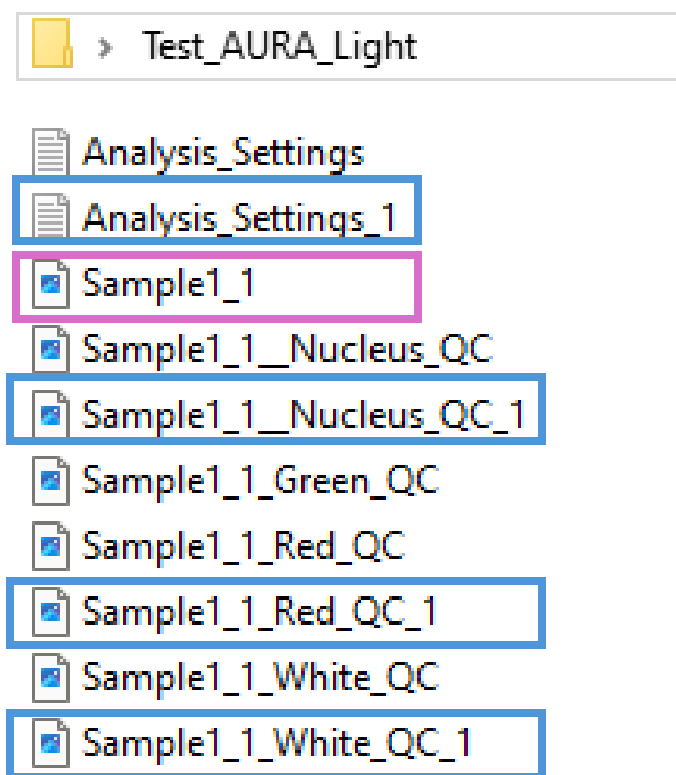 Test_AURA_Light
Analysis_Settings
Analysis_Settings_1
Sample1_1
Sample1_1__Nucleus_QC
Sample1_1__Nucleus_QC_1
Sample1_1_Green_QC
Sample1_1_Red_QC
Sample1_1_Red_QC_1
Sample1_1_White_QC
Sample1_1_White_QC_1